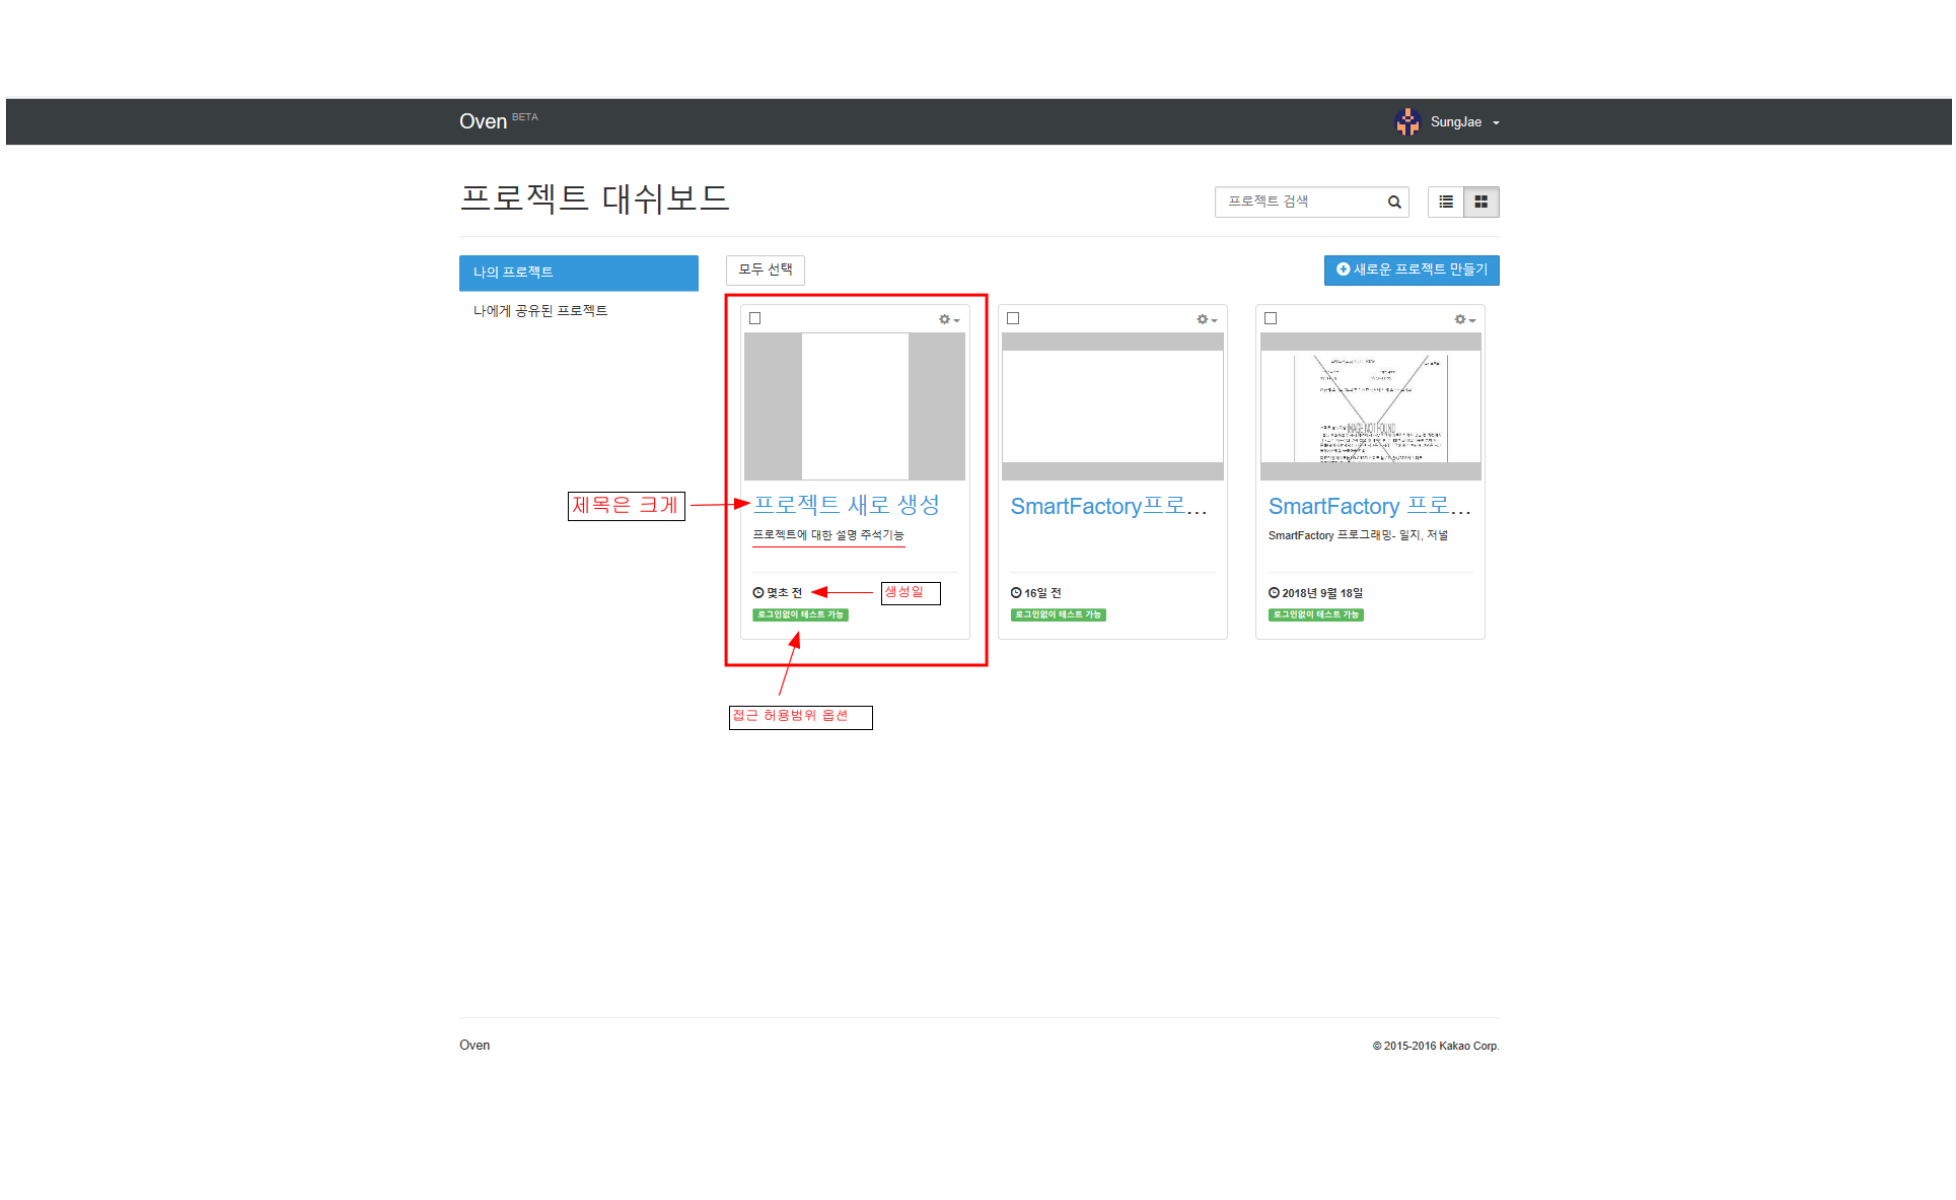 Oven BETA
SungJae
프로젝트 대쉬보드
프로젝트 검색
나의 프로젝트
나에게 공유된 프로젝트
모두 선택
새로운 프로젝트 만들기
제목은 크게
프로젝트 새로 생성
프로젝트에 대한 설명 주석기능
몇초 전
생성일
로그인없이 테스트 가능
접근 허용범위 옵션
SmartFactory프로...
16일 전
로그인없이 테스트 가능
IMAGE NOT FOUND
SmartFactory 프로...
SmartFactory 프로그래밍- 일지, 저널
2018년 9월 18일
로그인없이 테스트 가능
Oven
© 2015-2016 Kakao Corp.